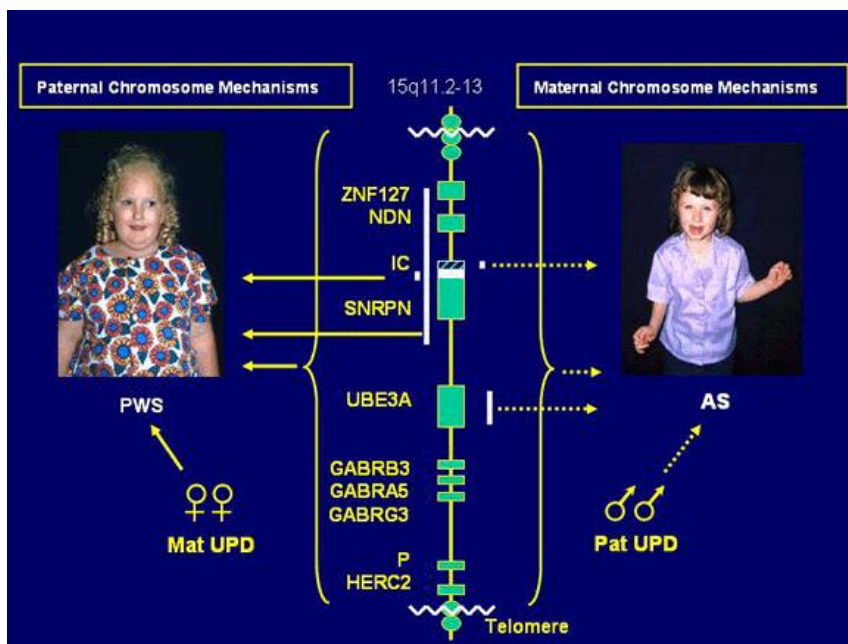 Paternal Chromosome Mechanisms
15q11.2-13
Maternal Chromosome Mechanisms
ZNF127
NDN
IC
SNRPN
UBE3A
GABRB3
GABRA5
GABRG3
P
HERC2
Telomere
PWS
♀♀
Mat UPD
AS
♂♂
Pat UPD